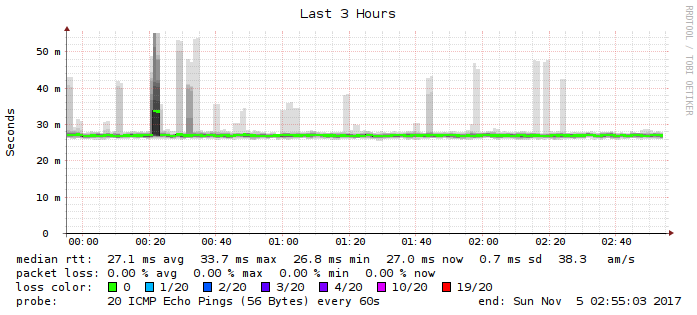 Last 3 Hours
RRDTOOL / TOBI OETIKER
Seconds
50 m
40 m
30 m
20 m
10 m
0
00:00 00:20 00:40 01:00 01:20 01:40 02:00 02:20 02:40
median rtt: 27.1 ms avg 33.7 ms max 26.8 ms min 27.0 ms now 0.7 ms sd 38.3 am/s
packet loss: 0.00 % avg 0.00 % max 0.00 % min 0.00 % now
loss color: 0 1/20 2/20 3/20 4/20 10/20 19/20
probe: 20 ICMP Echo Pings (56 Bytes) every 60s end: Sun Nov 5 02:55:03 2017